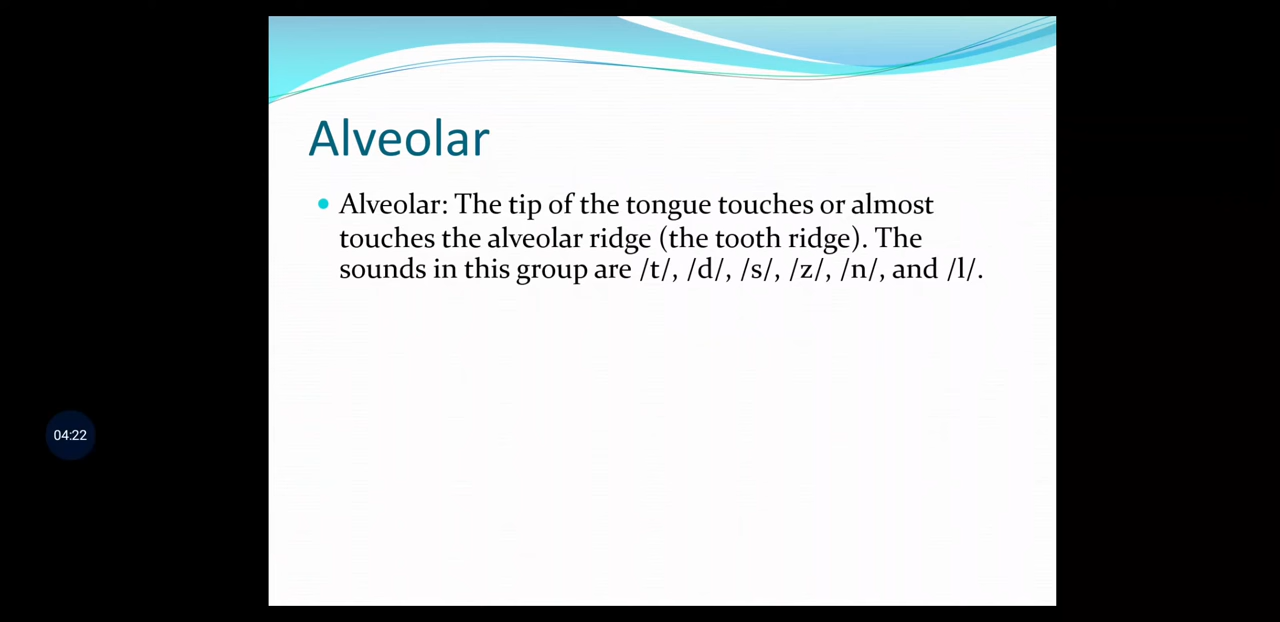 Alveolar
Alveolar: The tip of the tongue touches or almost
touches the alveolar ridge (the tooth ridge). The
sounds in this group are /t/, /d/, /s/, /z/, /n/, and /l/.
04:22